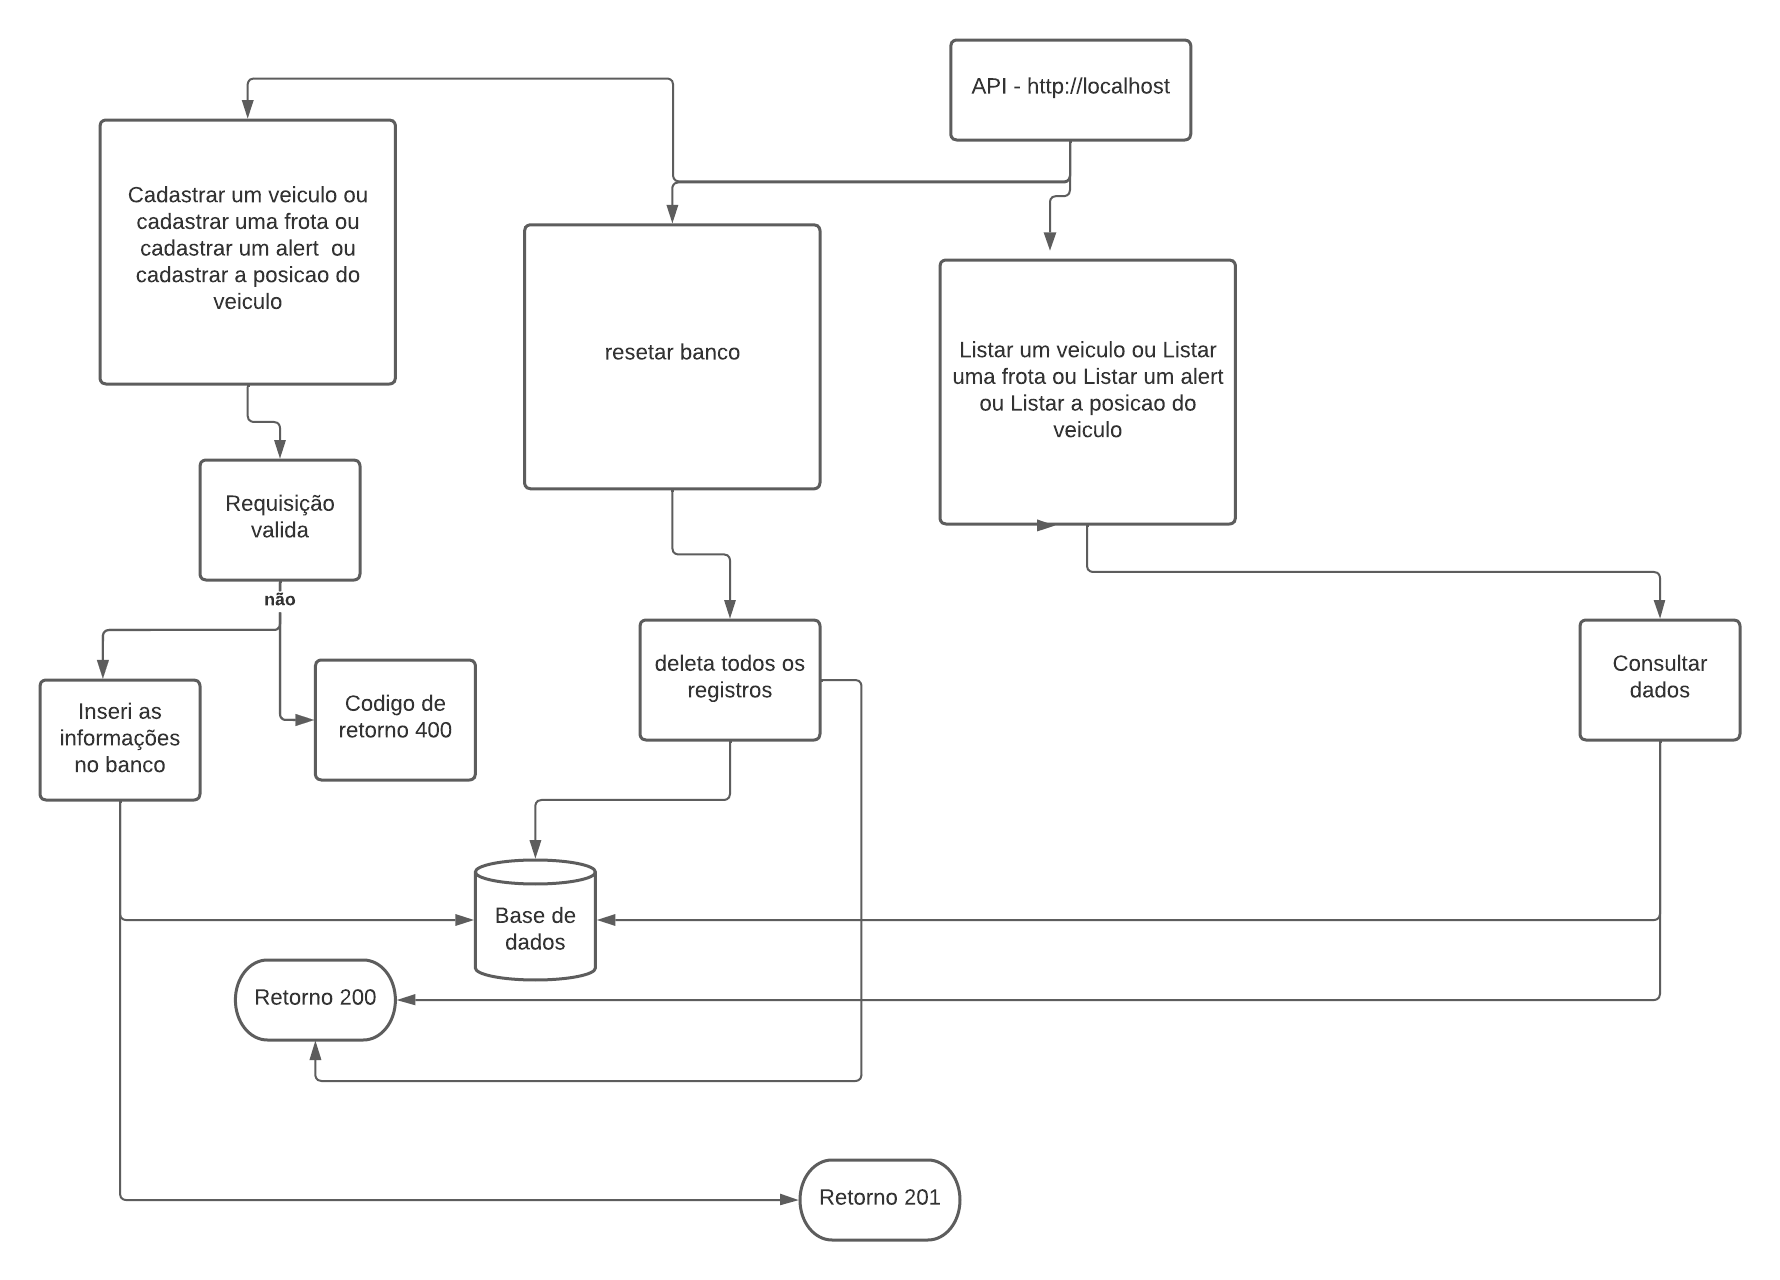 API - http://localhost
Cadastrar um veiculo ou
cadastrar uma frota ou
cadastrar um alert  ou
cadastrar a posicao do
veiculo
resetar banco
Listar um veiculo ou Listar
uma frota ou Listar um alert
ou Listar a posicao do
veiculo
Requisição
valida
não
Inseri as
informações
no banco
Codigo de
retorno 400
deleta todos os
registros
Consultar
dados
Base de
dados
Retorno 200
Retorno 201